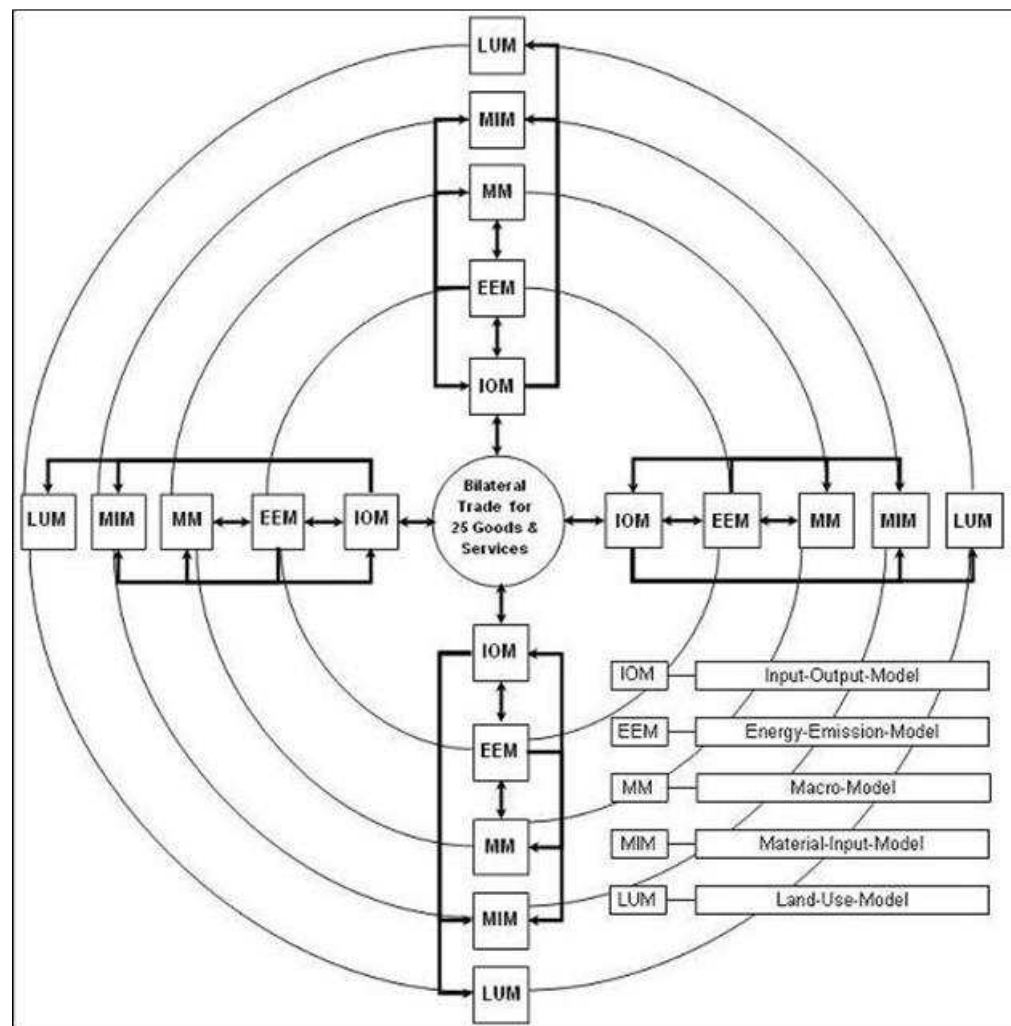 LUM
MIM
MM
EEM
IOM
LUM MIM MM EEM IOM
Bilateral
Trade for
25 Goods &
Services
IOM EEM MM MIM LUM
IOM
EEM
MM
MIM
LUM
IOM Input-Output-Model
EEM Energy-Emission-Model
MM Macro-Model
MIM Material-Input-Model
LUM Land-Use-Model